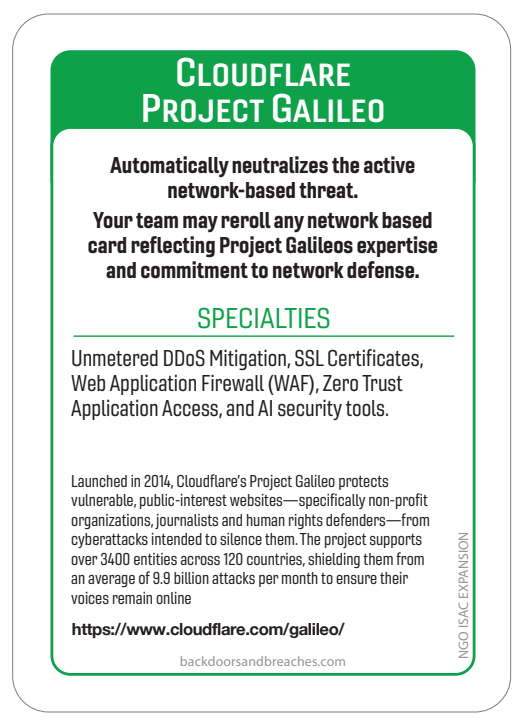 CLOUDFLARE
PROJECT GALILEO
Automatically neutralizes the active
network-based threat.
Your team may reroll any network based
card reflecting Project Galileos expertise
and commitment to network defense.
SPECIALTIES
Unmetered DDoS Mitigation, SSL Certificates,
Web Application Firewall (WAF), Zero Trust
Application Access, and AI security tools.
Launched in 2014, Cloudflare's Project Galileo protects
vulnerable, public-interest websites—specifically non-profit
organizations, journalists and human rights defenders—from
cyberattacks intended to silence them. The project supports
over 3400 entities across 120 countries, shielding them from
an average of 9.9 billion attacks per month to ensure their
voices remain online
https://www.cloudflare.com/galileo/
backdoorsandbreaches.com
NGO ISAC EXPANSION